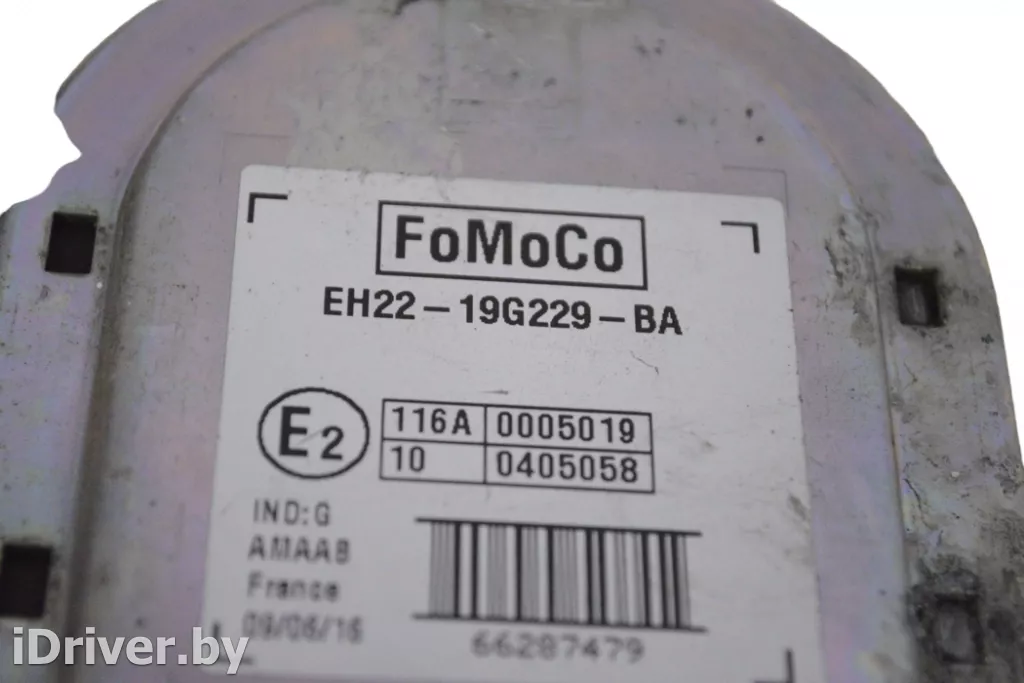 FoMoCo
EH22-19G229-BA
E2
116A 0005019
10 0405058
IND:G
AMAAB
France
09/06/16
66287479
iDriver.by